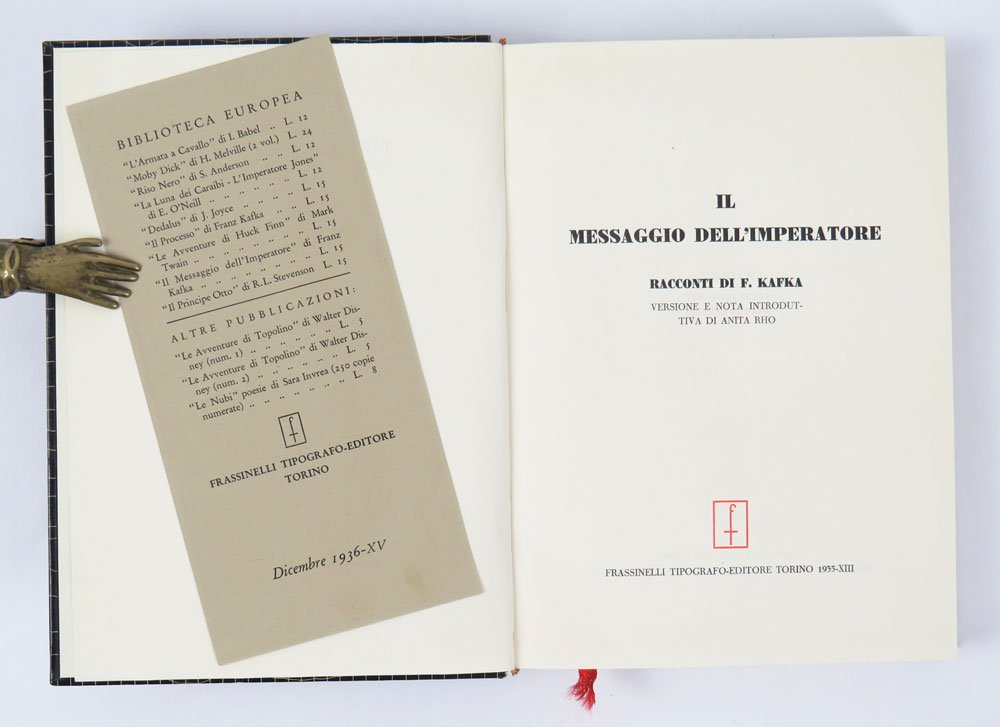 BIBLIOTECA EUROPEA
"L'Armata a Cavallo" di I. Babel .. L. 12
"Moby Dick" di H. Melville (2 vol.) L. 24
"Riso Nero" di S. Anderson .. .. L. 12
"La Luna dei Caraibi - L'Imperatore Jones"
di E. O'Neill .. .. .. .. .. .. L. 12
"Dedalus" di J. Joyce .. .. .. .. L. 15
"Il Processo" di Franz Kafka .. .. L. 15
"Le Avventure di Huck Finn" di Mark
Twain .. .. .. .. .. .. .. L. 15
"Il Messaggio dell'Imperatore" di Franz
Kafka .. .. .. .. .. .. .. L. 15
"Il Principe Otto" di R.L. Stevenson L. 15
ALTRE PUBBLICAZIONI:
"Le Avventure di Topolino" di Walter Dis-
ney (num. 1) .. .. .. .. .. .. L. 5
"Le Avventure di Topolino" di Walter Dis-
ney (num. 2) .. .. .. .. .. .. L. 5
"Le Nubi" poesie di Sara Invrea (250 copie
numerate) .. .. .. .. .. .. .. L. 8
f
FRASSINELLI TIPOGRAFO-EDITORE
TORINO
Dicembre 1936-XV
IL
MESSAGGIO DELL'IMPERATORE
RACCONTI DI F. KAFKA
VERSIONE E NOTA INTRODUT-
TIVA DI ANITA RHO
f
FRASSINELLI TIPOGRAFO-EDITORE TORINO 1935-XIII